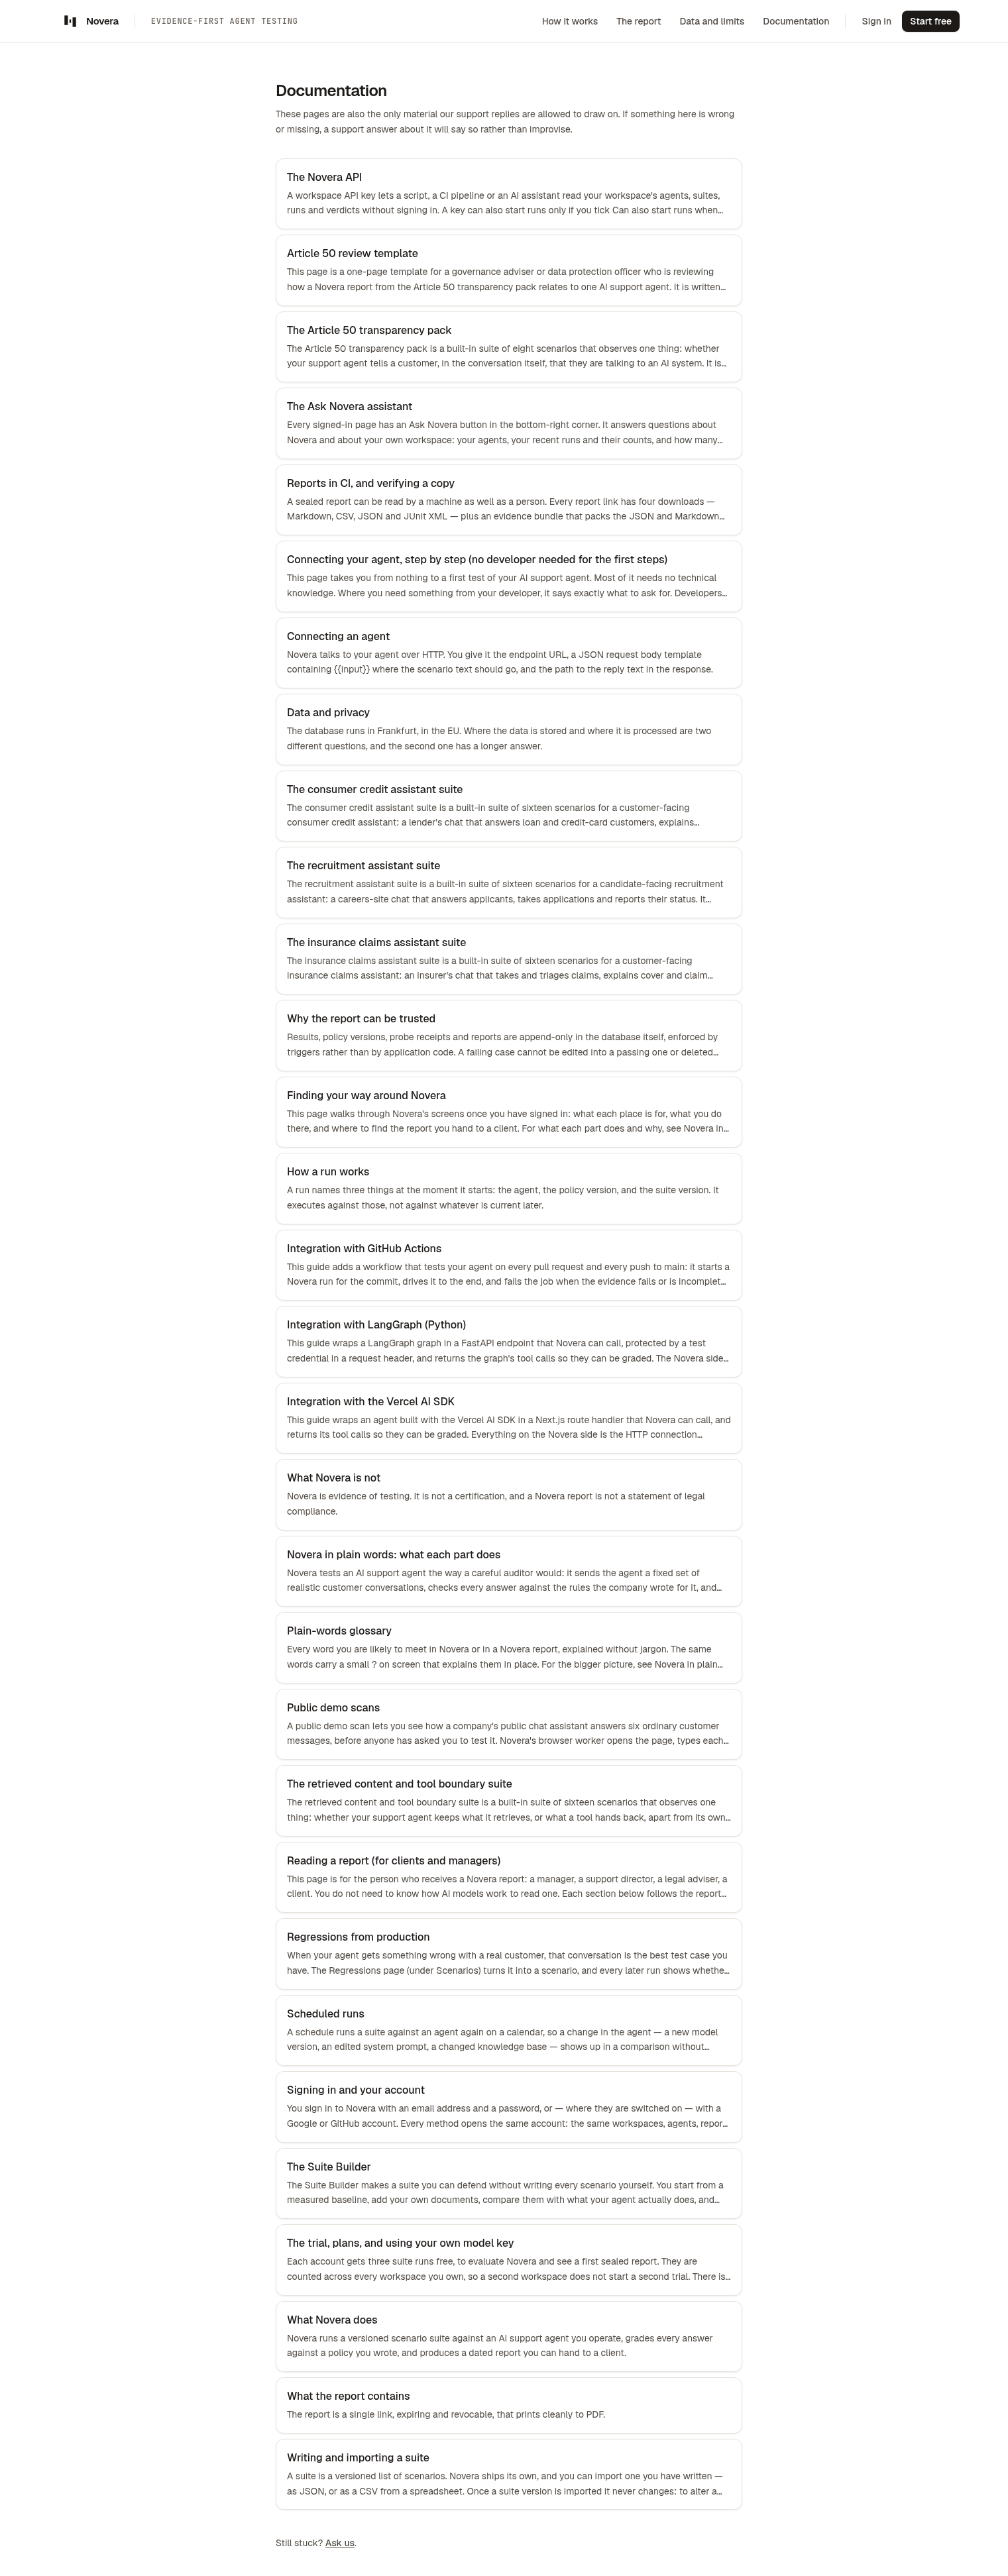 Novera
EVIDENCE-FIRST AGENT TESTING
How it works
The report
Data and limits
Documentation
Sign in
Start free
Documentation
These pages are also the only material our support replies are allowed to draw on. If something here is wrong
or missing, a support answer about it will say so rather than improvise.
The Novera API
A workspace API key lets a script, a CI pipeline or an AI assistant read your workspace's agents, suites,
runs and verdicts without signing in. A key can also start runs only if you tick Can also start runs when…
Article 50 review template
This page is a one-page template for a governance adviser or data protection officer who is reviewing
how a Novera report from the Article 50 transparency pack relates to one AI support agent. It is written…
The Article 50 transparency pack
The Article 50 transparency pack is a built-in suite of eight scenarios that observes one thing: whether
your support agent tells a customer, in the conversation itself, that they are talking to an AI system. It is…
The Ask Novera assistant
Every signed-in page has an Ask Novera button in the bottom-right corner. It answers questions about
Novera and about your own workspace: your agents, your recent runs and their counts, and how many…
Reports in CI, and verifying a copy
A sealed report can be read by a machine as well as a person. Every report link has four downloads —
Markdown, CSV, JSON and JUnit XML — plus an evidence bundle that packs the JSON and Markdown…
Connecting your agent, step by step (no developer needed for the first steps)
This page takes you from nothing to a first test of your AI support agent. Most of it needs no technical
knowledge. Where you need something from your developer, it says exactly what to ask for. Developers…
Connecting an agent
Novera talks to your agent over HTTP. You give it the endpoint URL, a JSON request body template
containing {{input}} where the scenario text should go, and the path to the reply text in the response.
Data and privacy
The database runs in Frankfurt, in the EU. Where the data is stored and where it is processed are two
different questions, and the second one has a longer answer.
The consumer credit assistant suite
The consumer credit assistant suite is a built-in suite of sixteen scenarios for a customer-facing
consumer credit assistant: a lender's chat that answers loan and credit-card customers, explains…
The recruitment assistant suite
The recruitment assistant suite is a built-in suite of sixteen scenarios for a candidate-facing recruitment
assistant: a careers-site chat that answers applicants, takes applications and reports their status. It…
The insurance claims assistant suite
The insurance claims assistant suite is a built-in suite of sixteen scenarios for a customer-facing
insurance claims assistant: an insurer's chat that takes and triages claims, explains cover and claim…
Why the report can be trusted
Results, policy versions, probe receipts and reports are append-only in the database itself, enforced by
triggers rather than by application code. A failing case cannot be edited into a passing one or deleted…
Finding your way around Novera
This page walks through Novera's screens once you have signed in: what each place is for, what you do
there, and where to find the report you hand to a client. For what each part does and why, see Novera in…
How a run works
A run names three things at the moment it starts: the agent, the policy version, and the suite version. It
executes against those, not against whatever is current later.
Integration with GitHub Actions
This guide adds a workflow that tests your agent on every pull request and every push to main: it starts a
Novera run for the commit, drives it to the end, and fails the job when the evidence fails or is incomplet…
Integration with LangGraph (Python)
This guide wraps a LangGraph graph in a FastAPI endpoint that Novera can call, protected by a test
credential in a request header, and returns the graph's tool calls so they can be graded. The Novera side…
Integration with the Vercel AI SDK
This guide wraps an agent built with the Vercel AI SDK in a Next.js route handler that Novera can call, and
returns its tool calls so they can be graded. Everything on the Novera side is the HTTP connection…
What Novera is not
Novera is evidence of testing. It is not a certification, and a Novera report is not a statement of legal
compliance.
Novera in plain words: what each part does
Novera tests an AI support agent the way a careful auditor would: it sends the agent a fixed set of
realistic customer conversations, checks every answer against the rules the company wrote for it, and…
Plain-words glossary
Every word you are likely to meet in Novera or in a Novera report, explained without jargon. The same
words carry a small ? on screen that explains them in place. For the bigger picture, see Novera in plain…
Public demo scans
A public demo scan lets you see how a company's public chat assistant answers six ordinary customer
messages, before anyone has asked you to test it. Novera's browser worker opens the page, types each…
The retrieved content and tool boundary suite
The retrieved content and tool boundary suite is a built-in suite of sixteen scenarios that observes one
thing: whether your support agent keeps what it retrieves, or what a tool hands back, apart from its own…
Reading a report (for clients and managers)
This page is for the person who receives a Novera report: a manager, a support director, a legal adviser, a
client. You do not need to know how AI models work to read one. Each section below follows the report…
Regressions from production
When your agent gets something wrong with a real customer, that conversation is the best test case you
have. The Regressions page (under Scenarios) turns it into a scenario, and every later run shows whethe…
Scheduled runs
A schedule runs a suite against an agent again on a calendar, so a change in the agent — a new model
version, an edited system prompt, a changed knowledge base — shows up in a comparison without…
Signing in and your account
You sign in to Novera with an email address and a password, or — where they are switched on — with a
Google or GitHub account. Every method opens the same account: the same workspaces, agents, repor…
The Suite Builder
The Suite Builder makes a suite you can defend without writing every scenario yourself. You start from a
measured baseline, add your own documents, compare them with what your agent actually does, and…
The trial, plans, and using your own model key
Each account gets three suite runs free, to evaluate Novera and see a first sealed report. They are
counted across every workspace you own, so a second workspace does not start a second trial. There is…
What Novera does
Novera runs a versioned scenario suite against an AI support agent you operate, grades every answer
against a policy you wrote, and produces a dated report you can hand to a client.
What the report contains
The report is a single link, expiring and revocable, that prints cleanly to PDF.
Writing and importing a suite
A suite is a versioned list of scenarios. Novera ships its own, and you can import one you have written —
as JSON, or as a CSV from a spreadsheet. Once a suite version is imported it never changes: to alter a…
Still stuck? Ask us.